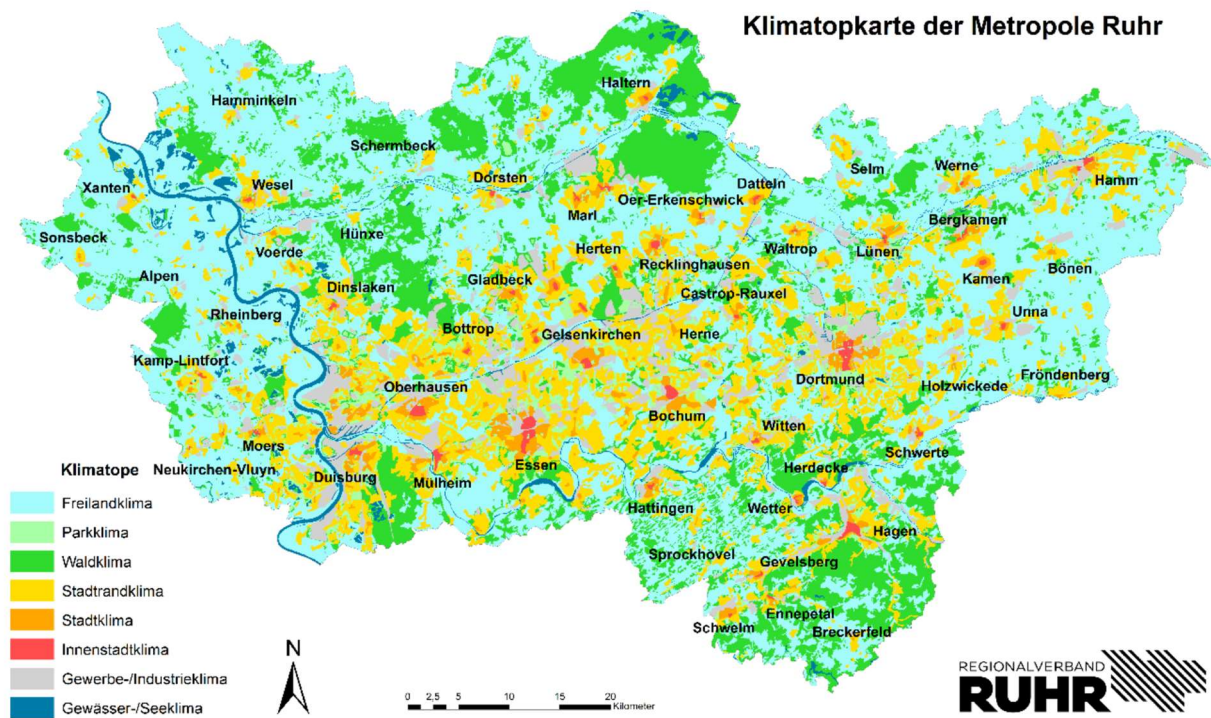 Klimatopkarte der Metropole Ruhr
Haltern
Hamminkeln
Schermbeck
Selm
Werne
Dorsten
Datteln
Hamm
Xanten
Wesel
Oer-Erkenschwick
Marl
Bergkamen
Sonsbeck
Hünxe
Voerde
Herten
Waltrop
Lünen
Recklinghausen
Bönen
Alpen
Gladbeck
Kamen
Dinslaken
Castrop-Rauxel
Rheinberg
Unna
Bottrop
Gelsenkirchen
Herne
Kamp-Lintfort
Oberhausen
Dortmund
Holzwickede
Fröndenberg
Bochum
Witten
Moers
Schwerte
Essen
Neukirchen-Vluyn
Herdecke
Duisburg
Mülheim
Hattingen
Wetter
Hagen
Sprockhövel
Gevelsberg
Ennepetal
Schwelm
Breckerfeld
Klimatope
Freilandklima
Parkklima
Waldklima
Stadtrandklima
Stadtklima
Innenstadtklima
Gewerbe-/Industrieklima
Gewässer-/Seeklima
N
0 2,5 5 10 15 20
Kilometer
REGIONALVERBAND
RUHR